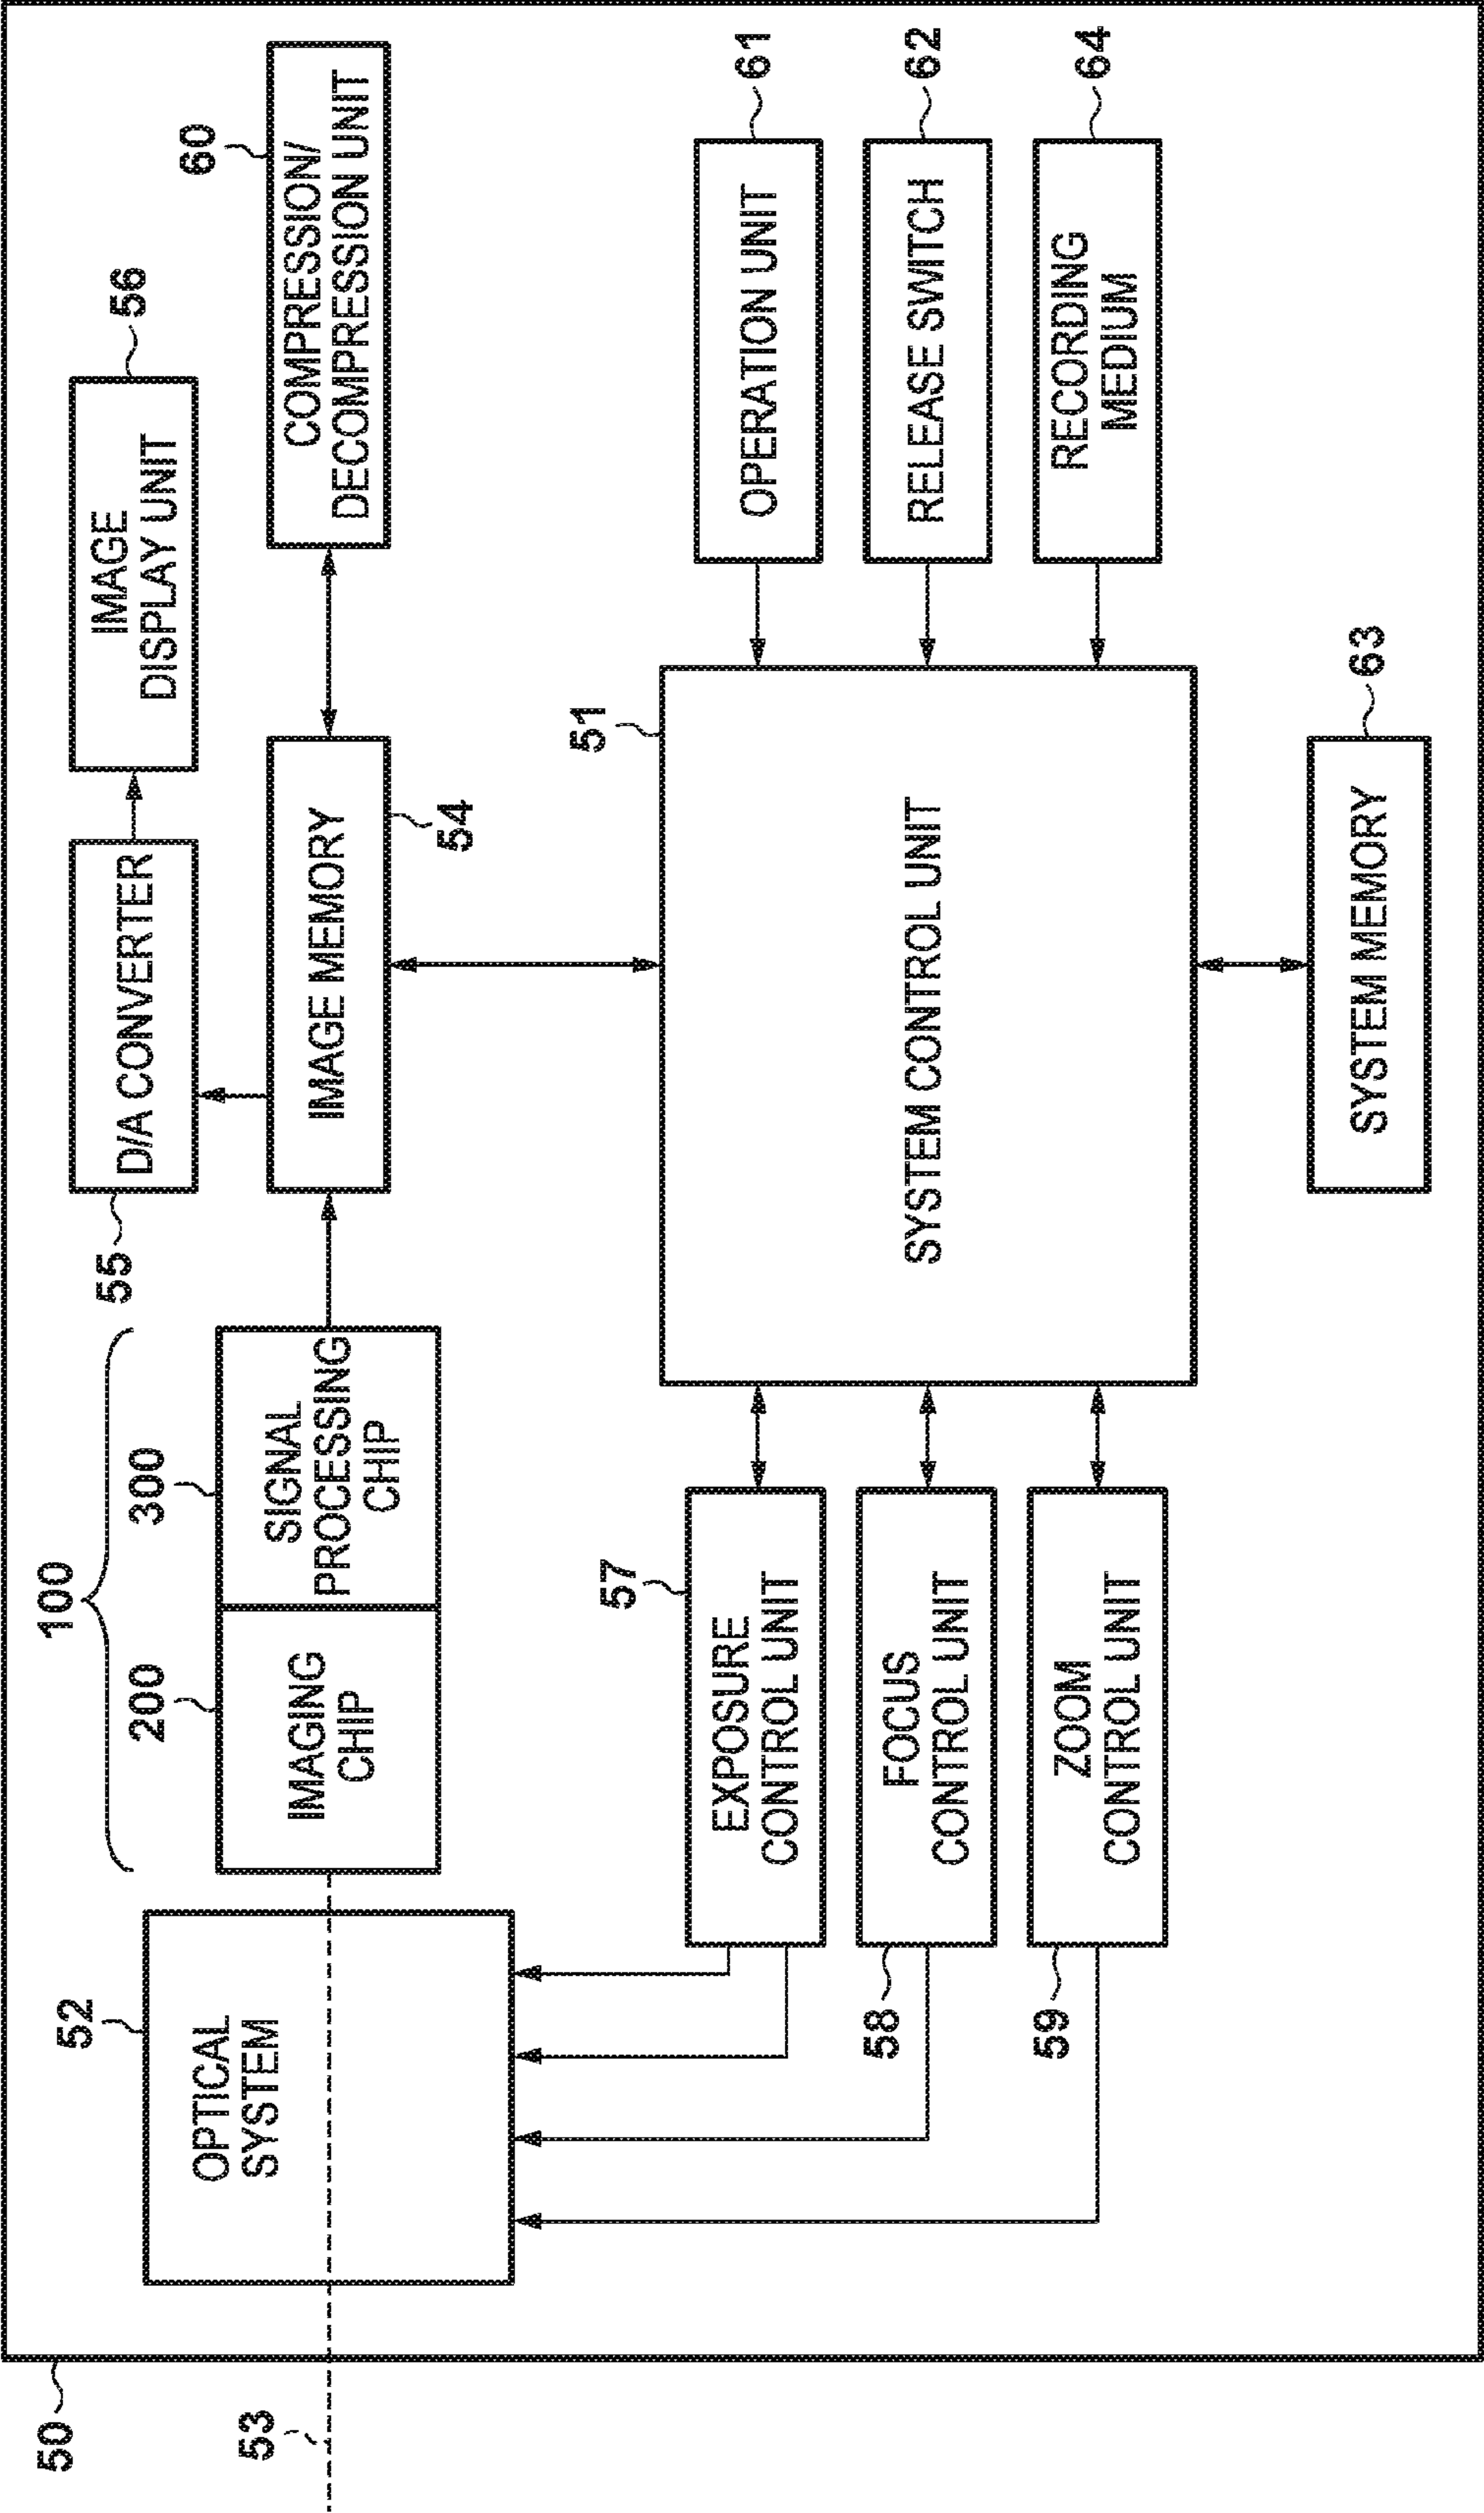 50
53
52
OPTICAL
SYSTEM
100
200
300
IMAGING
CHIP
SIGNAL
PROCESSING
CHIP
55
D/A CONVERTER
IMAGE
DISPLAY UNIT
56
IMAGE MEMORY
54
60
COMPRESSION/
DECOMPRESSION UNIT
57
EXPOSURE
CONTROL UNIT
58
FOCUS
CONTROL UNIT
59
ZOOM
CONTROL UNIT
51
SYSTEM CONTROL UNIT
OPERATION UNIT
61
RELEASE SWITCH
62
RECORDING
MEDIUM
64
SYSTEM MEMORY
63